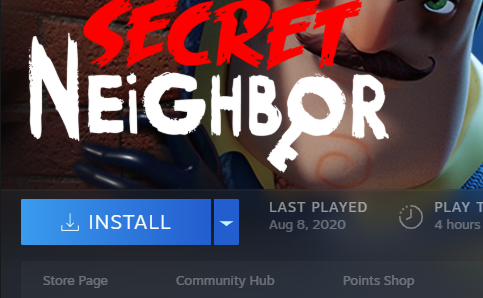 SECRET
NEiGHBOR
INSTALL
LAST PLAYED
Aug 8, 2020
PLAY T
4 hours
Store Page
Community Hub
Points Shop